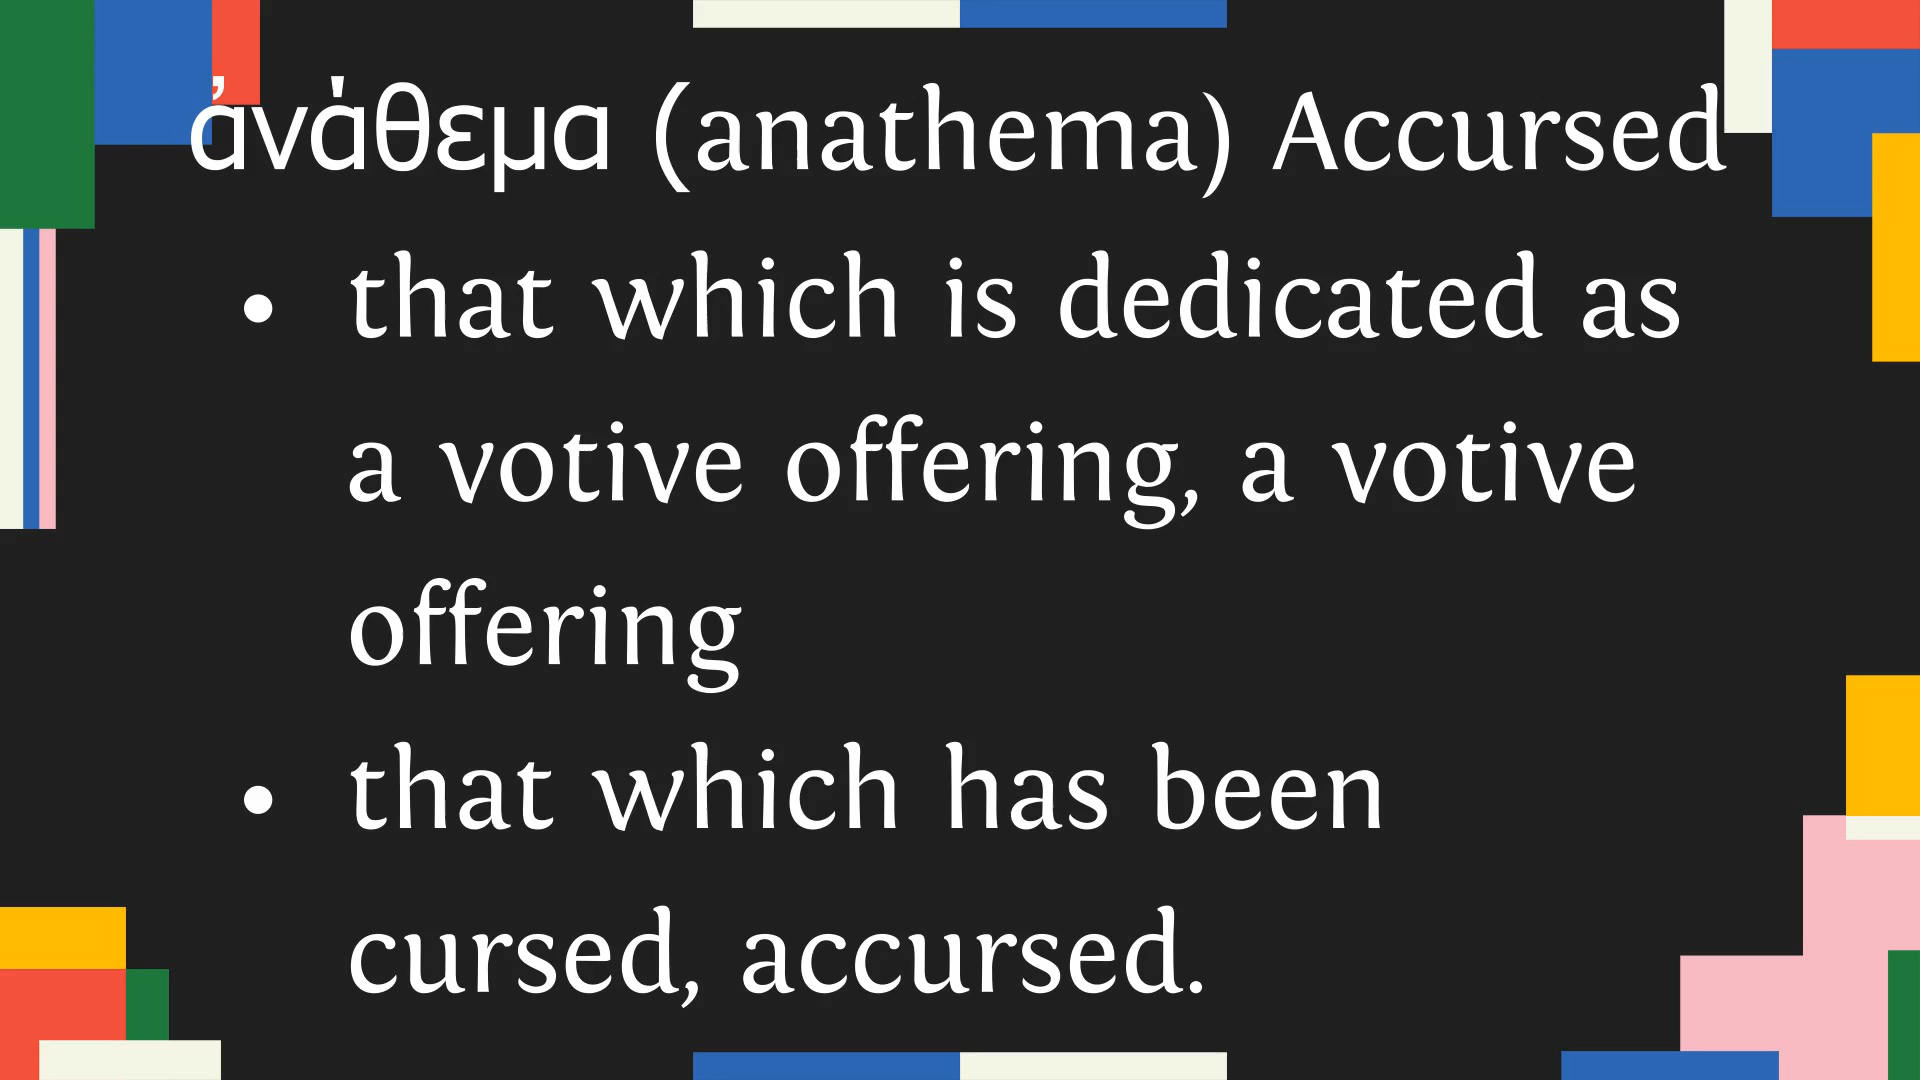 ἀνάθεμα (anathema) Accursed
• that which is dedicated as
a votive offering, a votive
offering
• that which has been
cursed, accursed.